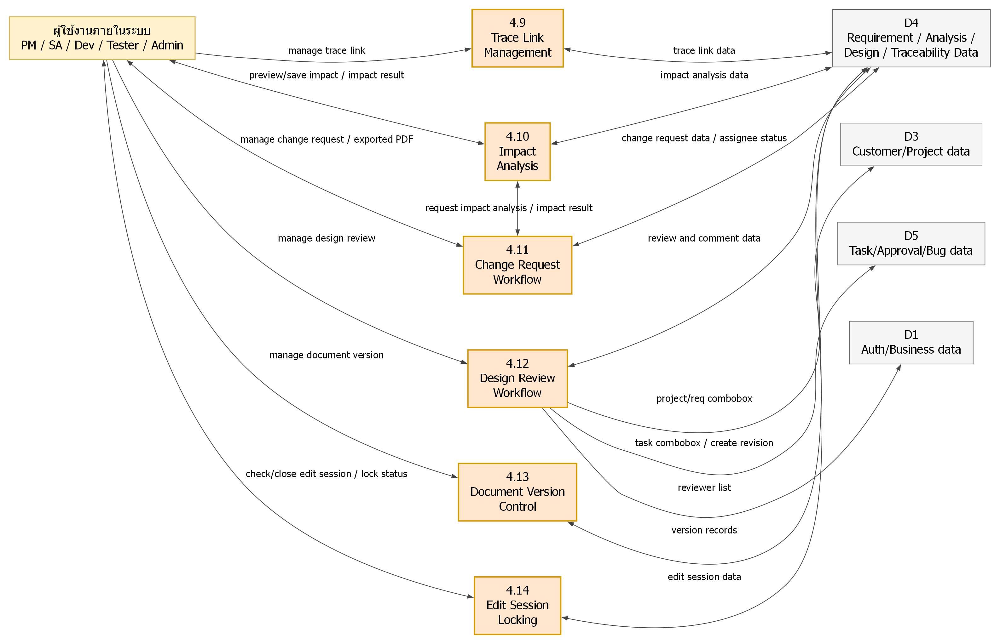 ผู้ใช้งานภายในระบบ
PM / SA / Dev / Tester / Admin
4.9
Trace Link
Management
D4
Requirement / Analysis /
Design / Traceability Data
manage trace link
trace link data
preview/save impact / impact result
impact analysis data
4.10
Impact
Analysis
D3
Customer/Project data
manage change request / exported PDF
change request data / assignee status
request impact analysis / impact result
4.11
Change Request
Workflow
D5
Task/Approval/Bug data
manage design review
review and comment data
D1
Auth/Business data
manage document version
4.12
Design Review
Workflow
project/req combobox
task combobox / create revision
check/close edit session / lock status
4.13
Document Version
Control
reviewer list
version records
edit session data
4.14
Edit Session
Locking